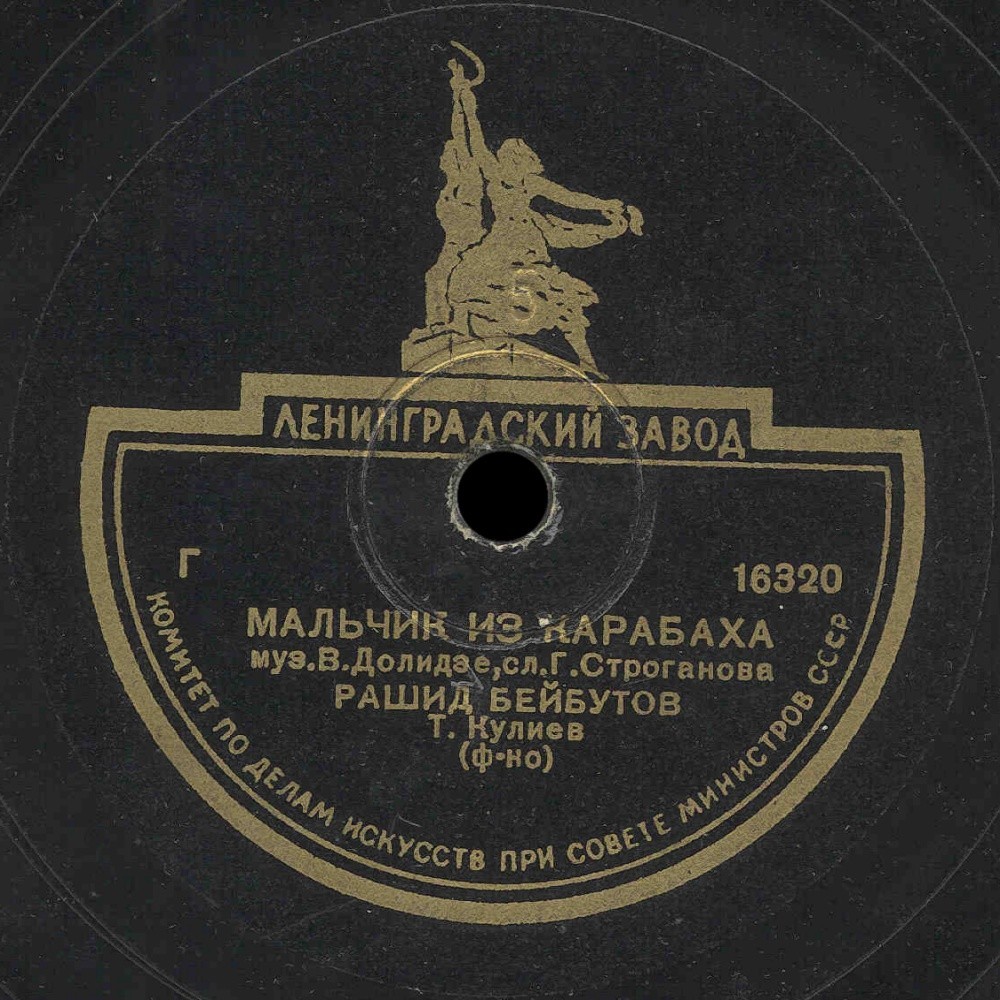 5
ЛЕНИНГРАДСКИЙ ЗАВОД
Г 16320
МАЛЬЧИК ИЗ КАРАБАХА
муз.В.Долидзе,сл.Г.Строганова
РАШИД БЕЙБУТОВ
Т. Кулиев
(ф-но)
КОМИТЕТ ПО ДЕЛАМ ИСКУССТВ ПРИ СОВЕТЕ МИНИСТРОВ СССР